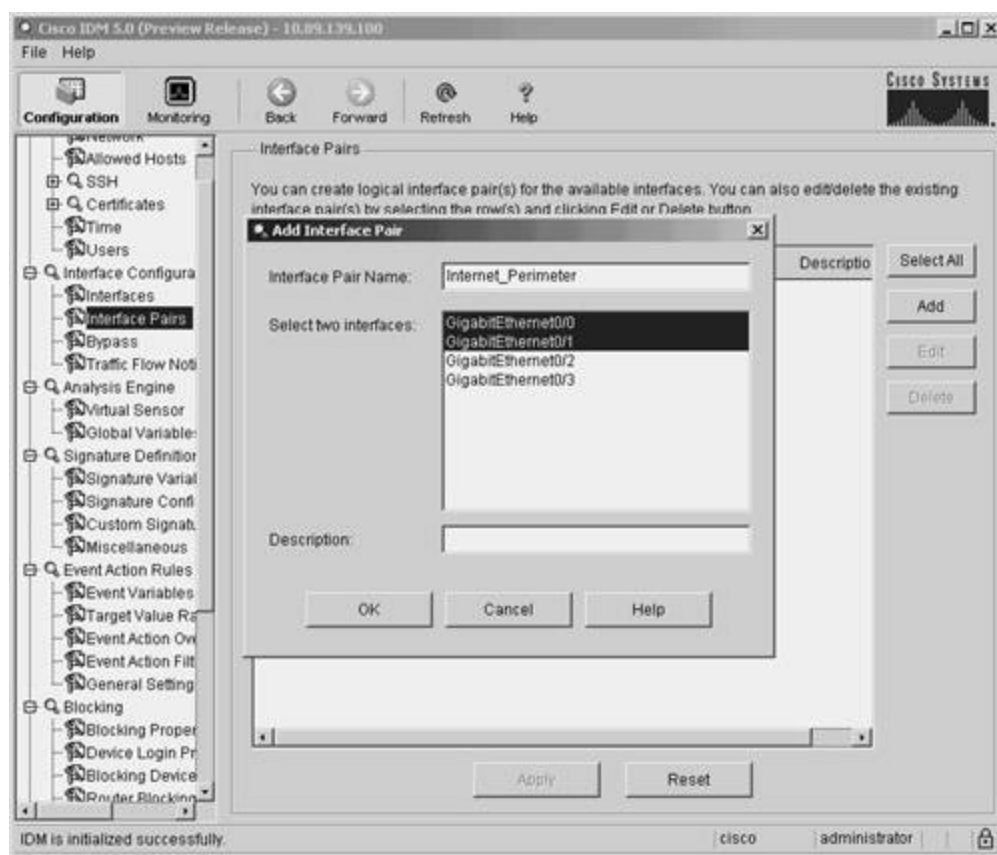 Cisco IDM 5.0 (Preview Release) - 10.89.139.100
File Help
Configuration Monitoring Back Forward Refresh Help
CISCO SYSTEMS
Network
Allowed Hosts
SSH
Certificates
Time
Users
Interface Configura
Interfaces
Interface Pairs
Bypass
Traffic Flow Noti
Analysis Engine
Virtual Sensor
Global Variable
Signature Definition
Signature Varial
Signature Confi
Custom Signat
Miscellaneous
Event Action Rules
Event Variables
Target Value Ra
Event Action Ove
Event Action Filt
General Setting
Blocking
Blocking Proper
Device Login Pr
Blocking Device
Router Blocking
Interface Pairs
You can create logical interface pair(s) for the available interfaces. You can also edit/delete the existing
interface pair(s) by selecting the row(s) and clicking Edit or Delete button
Descriptio
Select All
Add
Edit
Delete
Add Interface Pair
Interface Pair Name: Internet_Perimeter
Select two interfaces: GigabitEthernet0/0
GigabitEthernet0/1
GigabitEthernet0/2
GigabitEthernet0/3
Description:
OK Cancel Help
Apply Reset
IDM is initialized successfully. cisco administrator